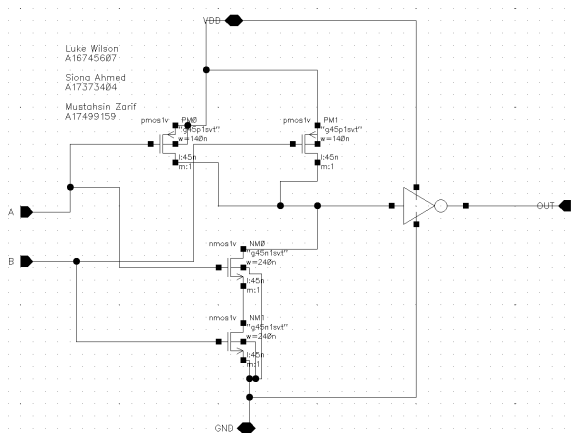 VDD
Luke Wilson
A16745607
Siona Ahmed
A17373404
Mustahsin Zarif
A17499159
pmos1v PM0
"g45p1svt"
w=140n
l:45n
m:1
pmos1v PM1
"g45p1svt"
w=140n
l:45n
m:1
A
OUT
B
nmos1v NM0
"g45n1svt"
w=240n
l:45n
m:1
nmos1v NM1
"g45n1svt"
w=240n
l:45n
m:1
GND